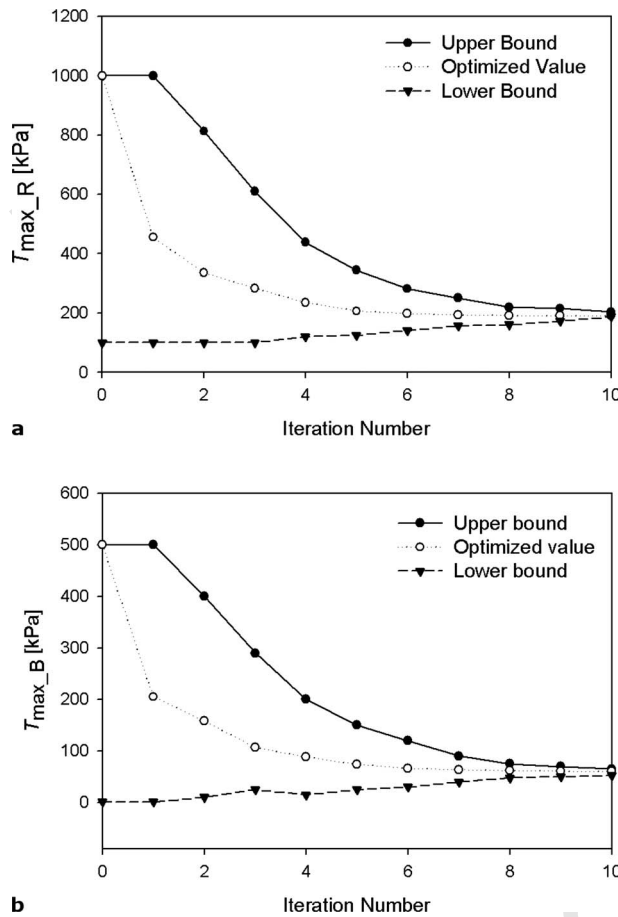 1200
1000
800
600
400
200
0
T max_R [kPa]
Upper Bound
Optimized Value
Lower Bound
0 2 4 6 8 10
Iteration Number
a
600
500
400
300
200
100
0
T max_B [kPa]
Upper bound
Optimized value
Lower bound
0 2 4 6 8 10
Iteration Number
b